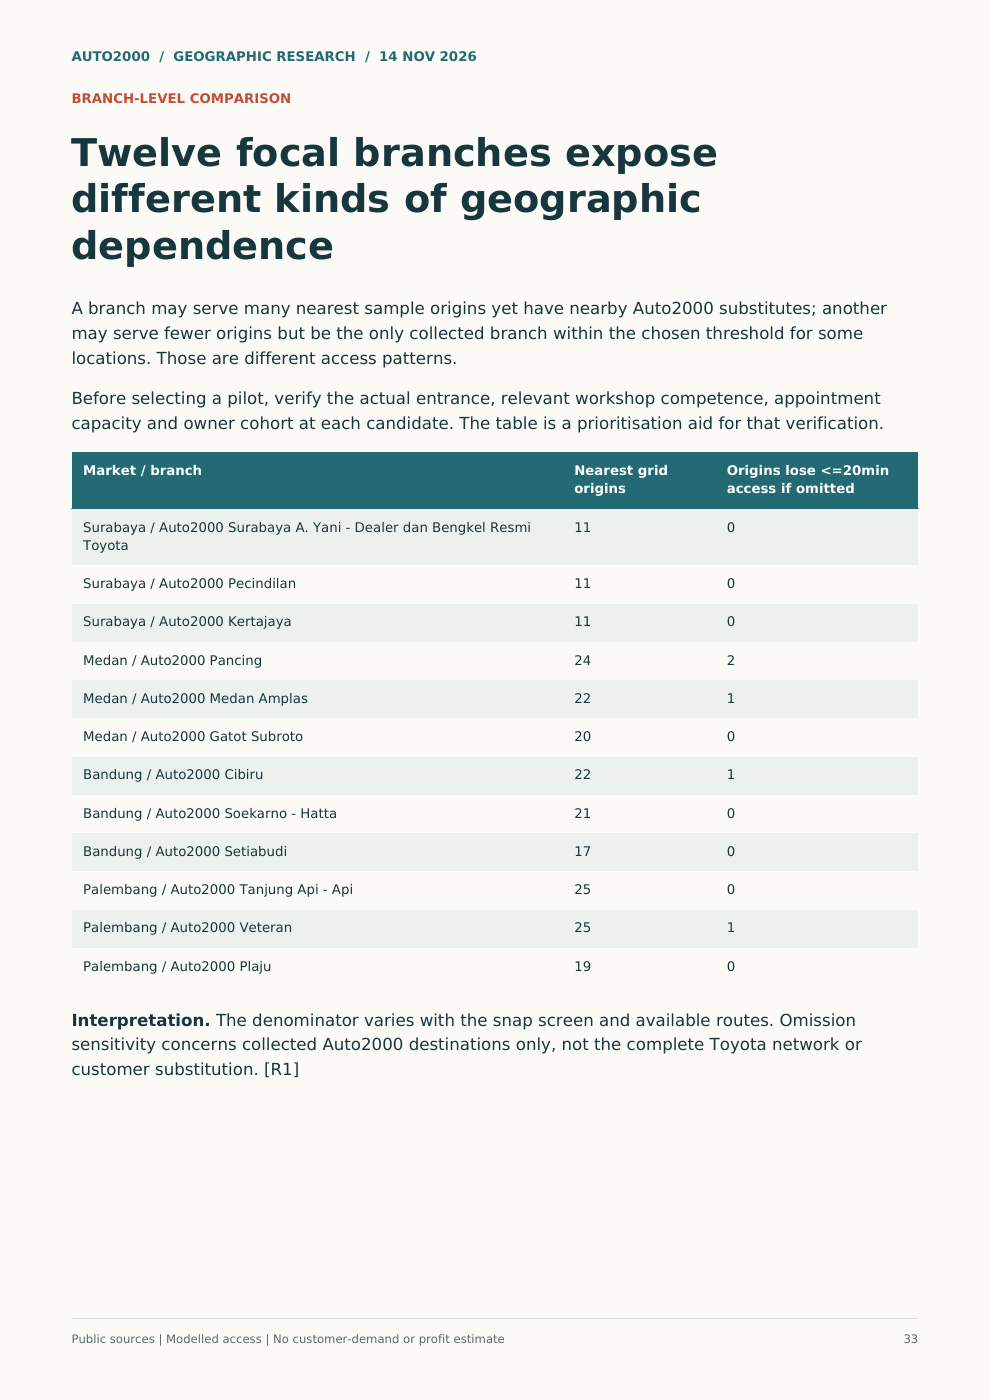 AUTO2000 / GEOGRAPHIC RESEARCH / 14 NOV 2026
BRANCH-LEVEL COMPARISON
Twelve focal branches expose
different kinds of geographic
dependence
A branch may serve many nearest sample origins yet have nearby Auto2000 substitutes; another
may serve fewer origins but be the only collected branch within the chosen threshold for some
locations. Those are different access patterns.
Before selecting a pilot, verify the actual entrance, relevant workshop competence, appointment
capacity and owner cohort at each candidate. The table is a prioritisation aid for that verification.
Market / branch Nearest grid Origins lose <=20min
origins access if omitted
Surabaya / Auto2000 Surabaya A. Yani - Dealer dan Bengkel Resmi 11 0
Toyota
Surabaya / Auto2000 Pecindilan 11 0
Surabaya / Auto2000 Kertajaya 11 0
Medan / Auto2000 Pancing 24 2
Medan / Auto2000 Medan Amplas 22 1
Medan / Auto2000 Gatot Subroto 20 0
Bandung / Auto2000 Cibiru 22 1
Bandung / Auto2000 Soekarno - Hatta 21 0
Bandung / Auto2000 Setiabudi 17 0
Palembang / Auto2000 Tanjung Api - Api 25 0
Palembang / Auto2000 Veteran 25 1
Palembang / Auto2000 Plaju 19 0
Interpretation. The denominator varies with the snap screen and available routes. Omission
sensitivity concerns collected Auto2000 destinations only, not the complete Toyota network or
customer substitution. [R1]
Public sources | Modelled access | No customer-demand or profit estimate 33